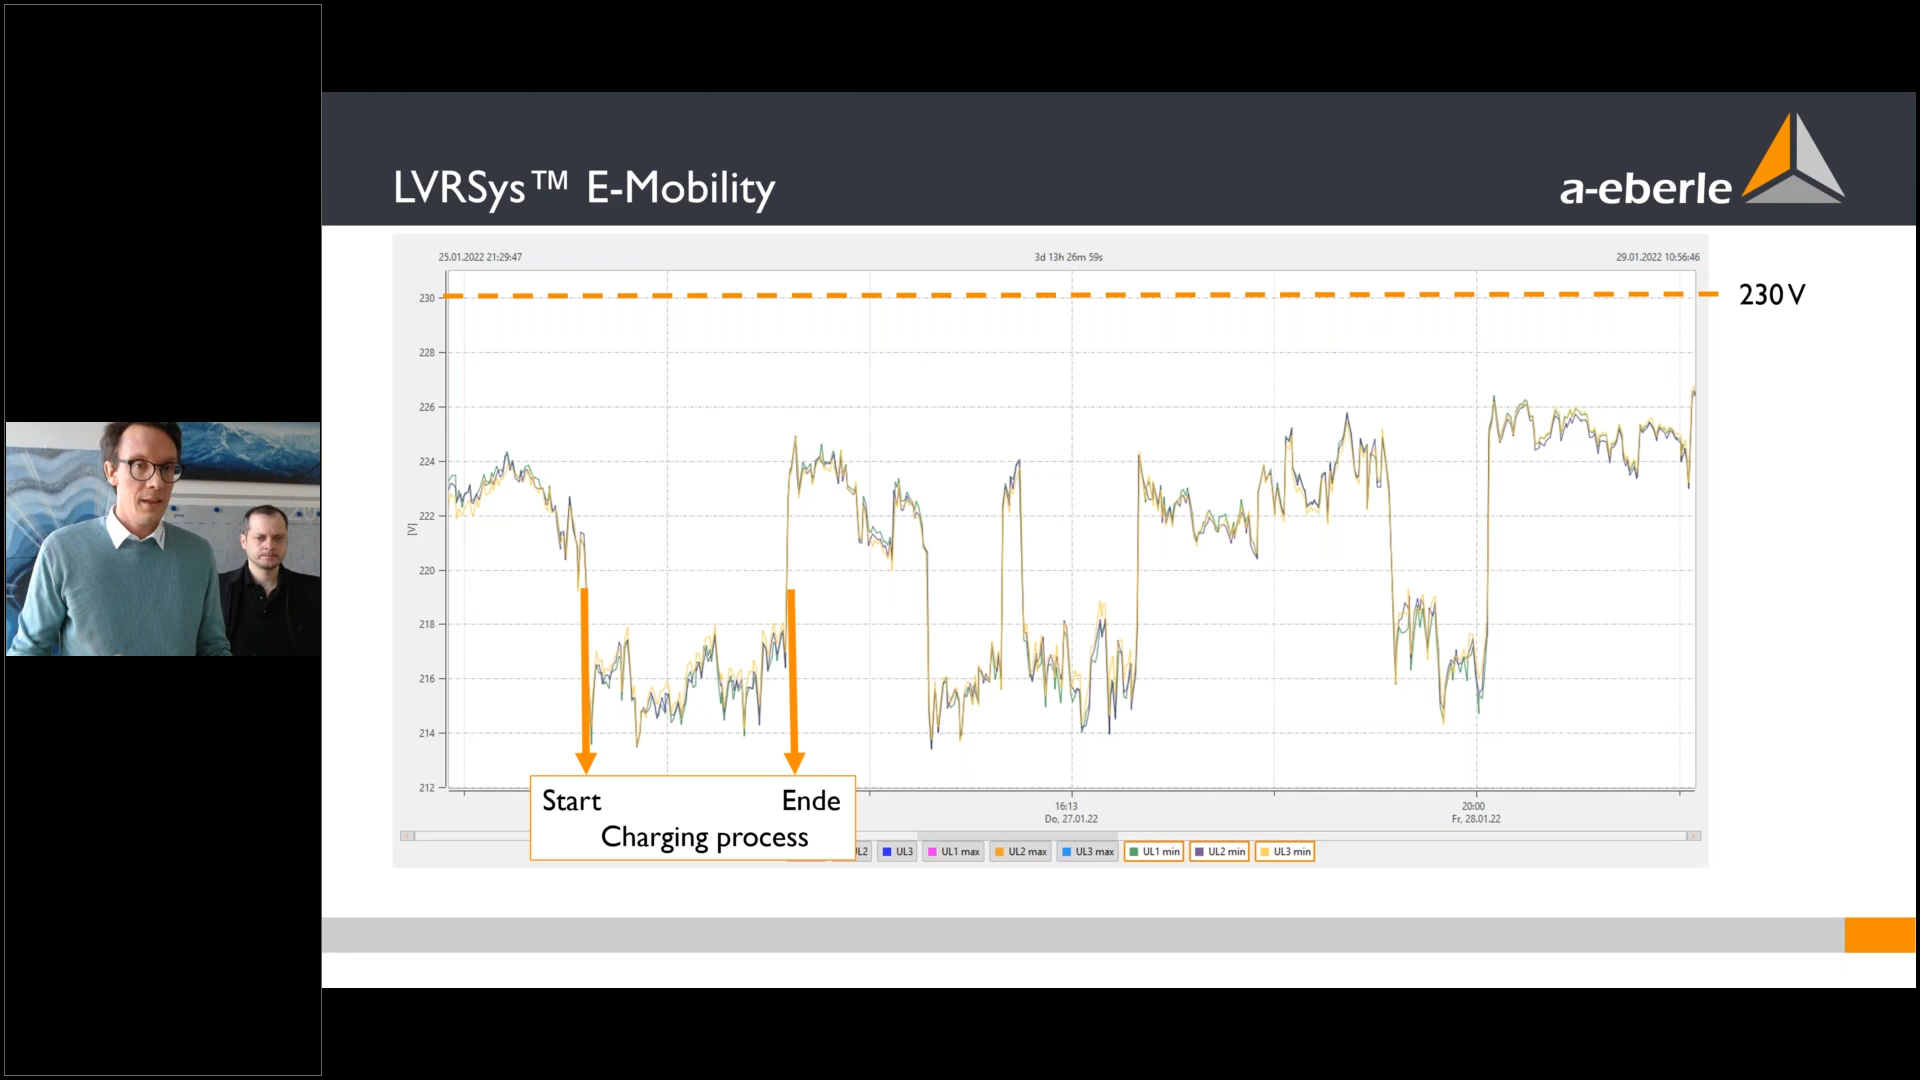 LVRSys™ E-Mobility
a-eberle
25.01.2022 21:29:47
3d 13h 26m 59s
29.01.2022 10:56:46
230
230 V
228
226
224
222
[V]
220
218
216
214
212
Start
Ende
Charging process
16:13
Do, 27.01.22
20:00
Fr, 28.01.22
UL3
UL1 max
UL2 max
UL3 max
UL1 min
UL2 min
UL3 min